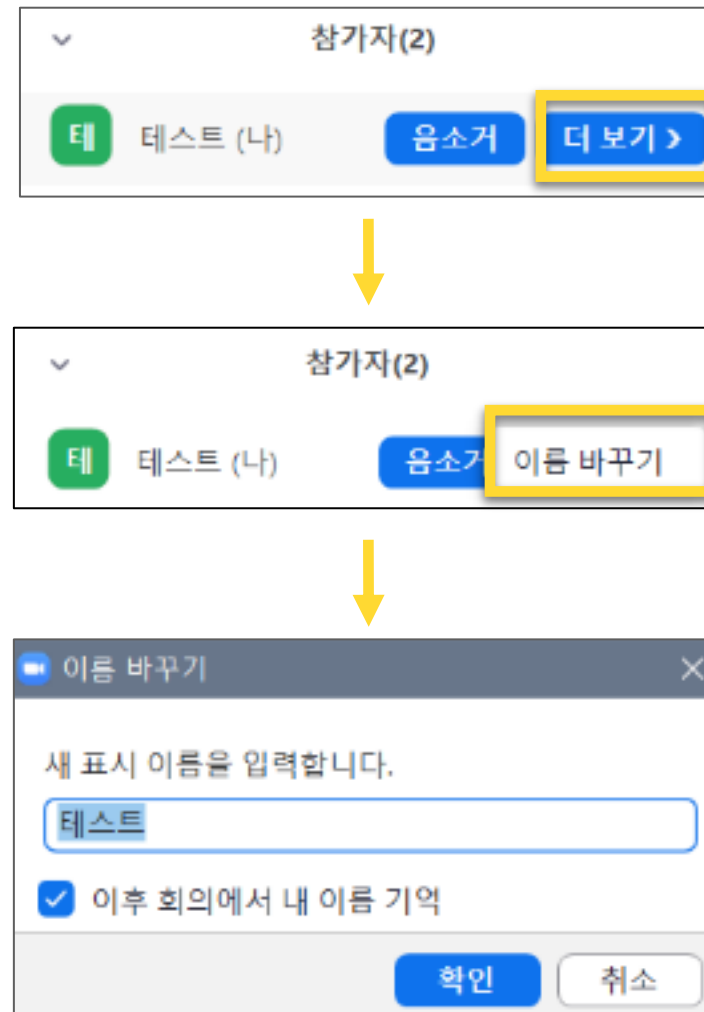 참가자(2)
테 테스트 (나) 음소거 더 보기 >
참가자(2)
테 테스트 (나) 음소거 이름 바꾸기
이름 바꾸기
새 표시 이름을 입력합니다.
테스트
이후 회의에서 내 이름 기억
확인 취소